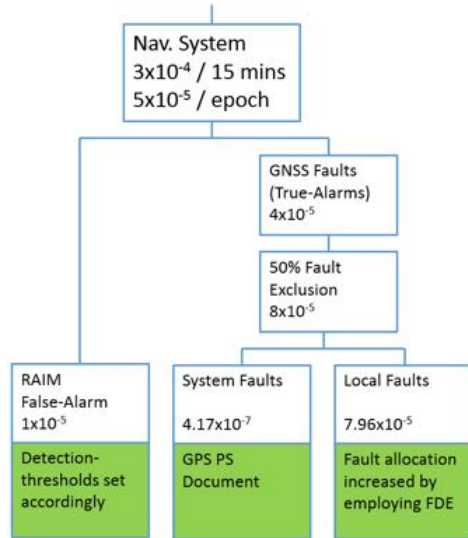 Nav. System
3x10⁻⁴ / 15 mins
5x10⁻⁵ / epoch
GNSS Faults
(True-Alarms)
4x10⁻⁵
50% Fault
Exclusion
8x10⁻⁵
RAIM
False-Alarm
1x10⁻⁵
Detection-
thresholds set
accordingly
System Faults
4.17x10⁻⁷
GPS PS
Document
Local Faults
7.96x10⁻⁵
Fault allocation
increased by
employing FDE